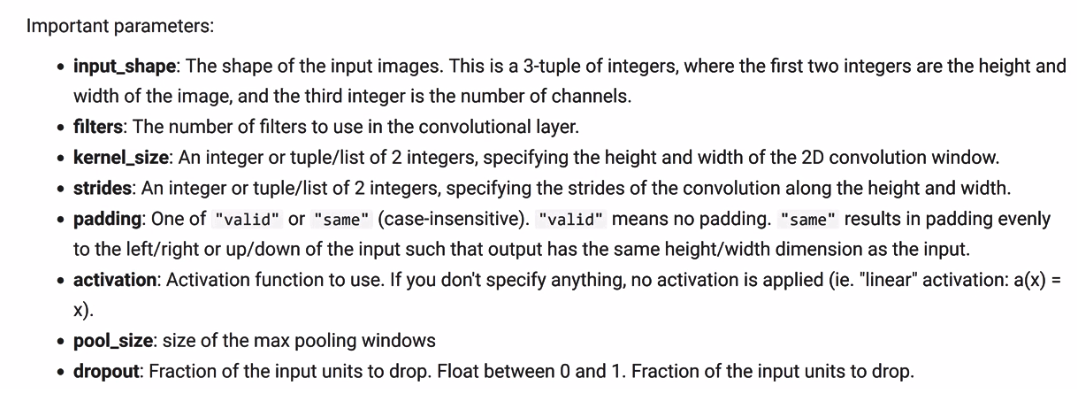 Important parameters:
• input_shape: The shape of the input images. This is a 3-tuple of integers, where the first two integers are the height and
width of the image, and the third integer is the number of channels.
• filters: The number of filters to use in the convolutional layer.
• kernel_size: An integer or tuple/list of 2 integers, specifying the height and width of the 2D convolution window.
• strides: An integer or tuple/list of 2 integers, specifying the strides of the convolution along the height and width.
• padding: One of "valid" or "same" (case-insensitive). "valid" means no padding. "same" results in padding evenly
to the left/right or up/down of the input such that output has the same height/width dimension as the input.
• activation: Activation function to use. If you don't specify anything, no activation is applied (ie. "linear" activation: a(x) =
x).
• pool_size: size of the max pooling windows
• dropout: Fraction of the input units to drop. Float between 0 and 1. Fraction of the input units to drop.